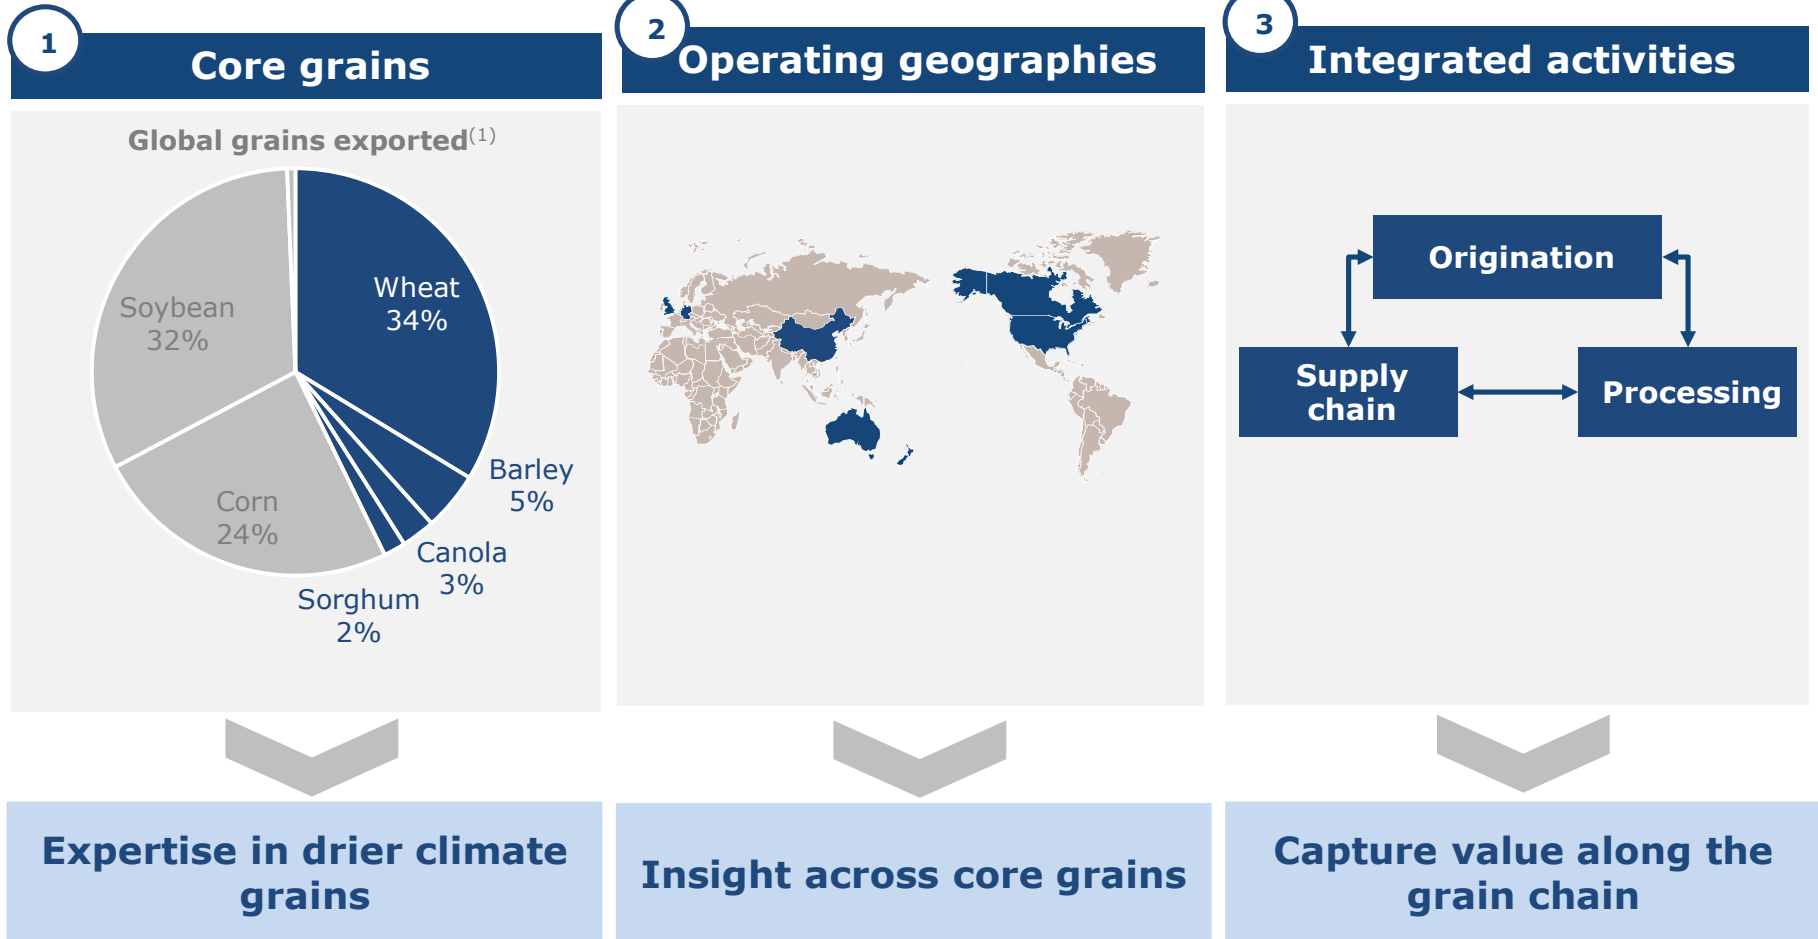 1
Core grains
Global grains exported(1)
Wheat
34%
Barley
5%
Canola
3%
Sorghum
2%
Corn
24%
Soybean
32%
Expertise in drier climate
grains
2
Operating geographies
Insight across core grains
3
Integrated activities
Origination
Supply
chain
Processing
Capture value along the
grain chain